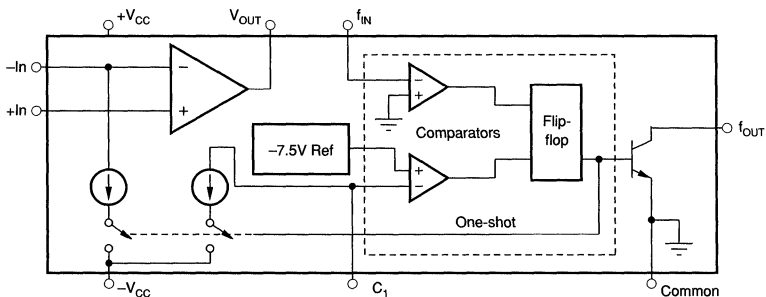 +V_CC
V_OUT
f_IN
–In
+In
–
+
–
+
Comparators
Flip-
flop
f_OUT
–7.5V Ref
+
–
One-shot
–V_CC
C_1
Common